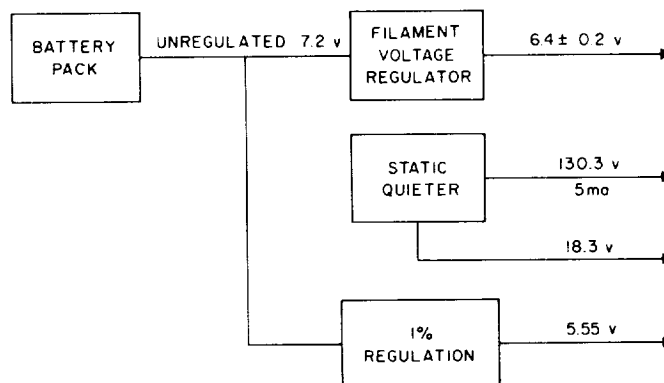 BATTERY
PACK
UNREGULATED 7.2 v
FILAMENT
VOLTAGE
REGULATOR
6.4 ± 0.2 v
STATIC
QUIETER
130.3 v
5ma
18.3 v
1%
REGULATION
5.55 v